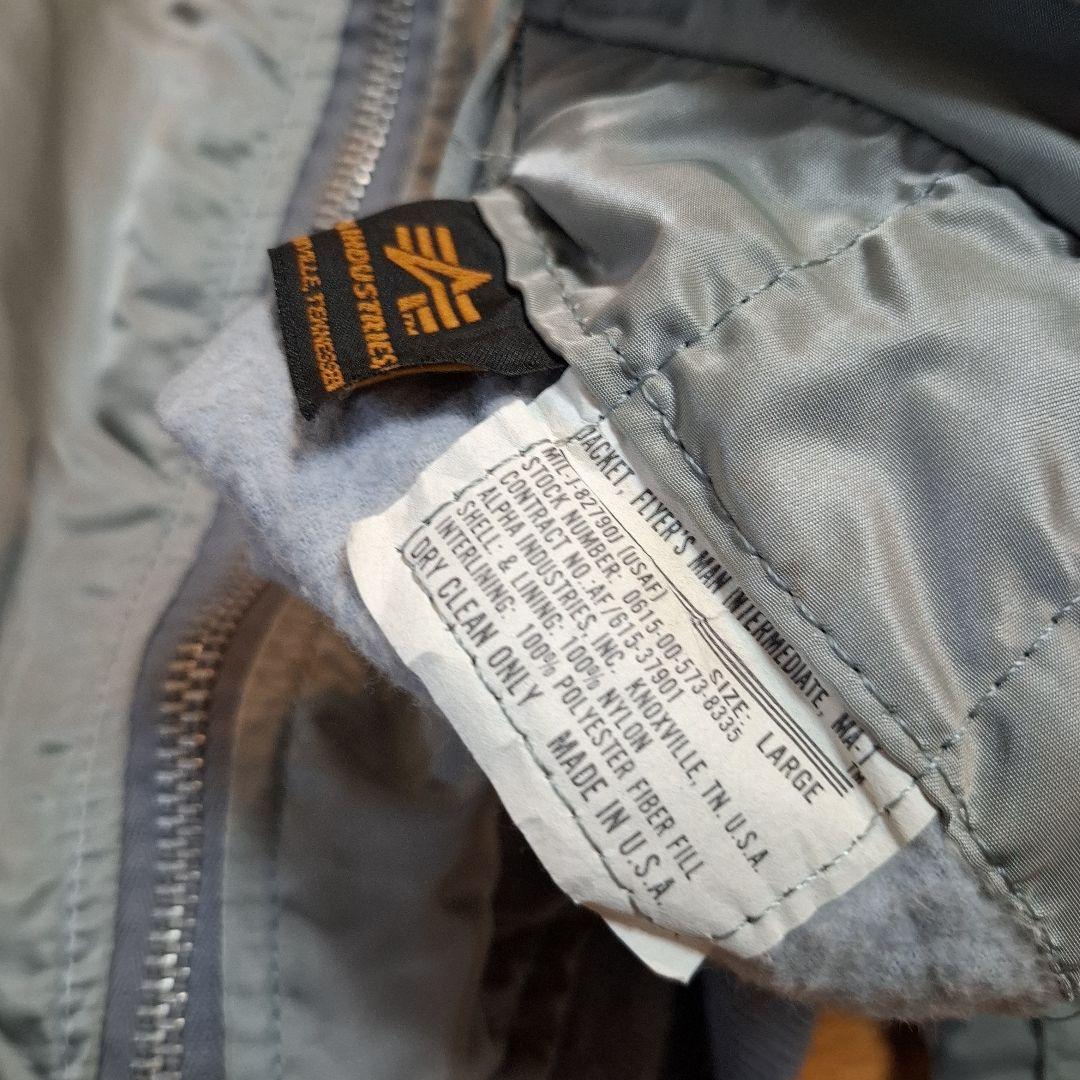 INDUSTRIES,
TENNESSEE
JACKET, FLYER'S MAN INTERMEDIATE, MA-1™
MIL-J-8279D) (USAF) SIZE: LARGE
STOCK NUMBER: 0615-00-573-8335
CONTRACT NO.:AF/615-37901
ALPHA INDUSTRIES, INC. KNOXVILLE, TN. U.S.A.
SHELL: & LINING: 100% NYLON
INTERLINING: 100% POLYESTER FIBER FILL
DRY CLEAN ONLY MADE IN U.S.A.